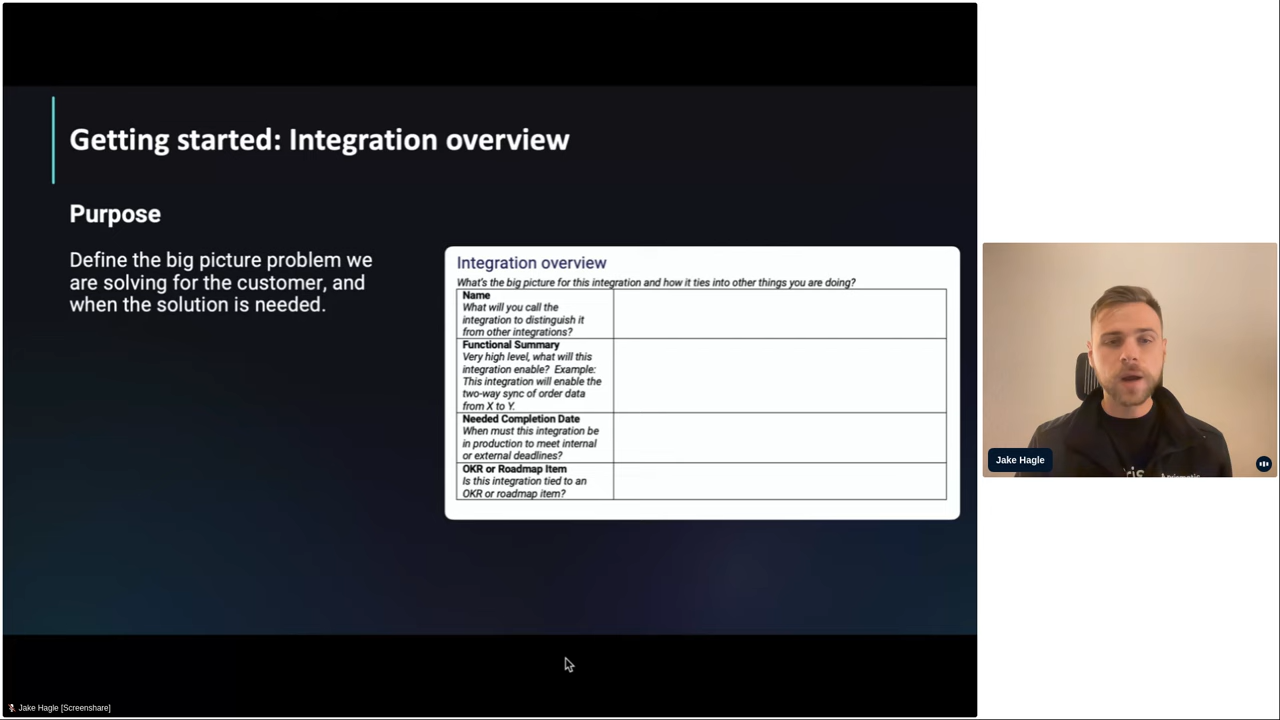 Getting started: Integration overview
Purpose
Define the big picture problem we
are solving for the customer, and
when the solution is needed.
Integration overview
What's the big picture for this integration and how it ties into other things you are doing?
Name
What will you call the
integration to distinguish it
from other integrations?
Functional Summary
Very high level, what will this
integration enable? Example:
This integration will enable the
two-way sync of order data
from X to Y.
Needed Completion Date
When must this integration be
in production to meet internal
or external deadlines?
OKR or Roadmap Item
Is this integration tied to an
OKR or roadmap item?
Jake Hagle
Jake Hagle [Screenshare]